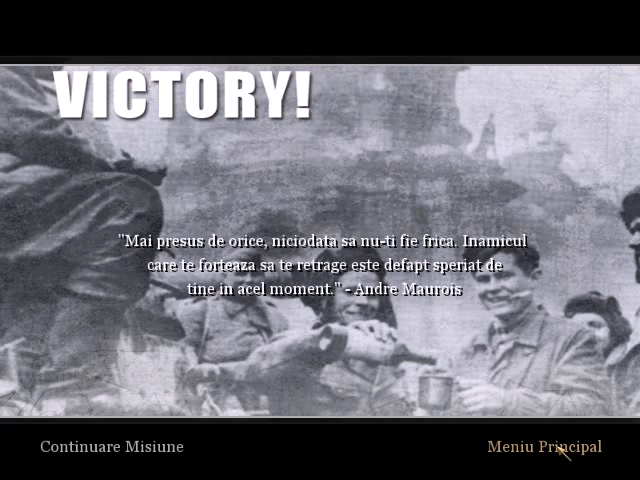 VICTORY!
"Mai presus de orice, niciodata sa nu-ti fie frica. Inamicul
care te forteaza sa te retrage este defapt speriat de
tine in acel moment." - Andre Maurois
Continuare Misiune
Meniu Principal